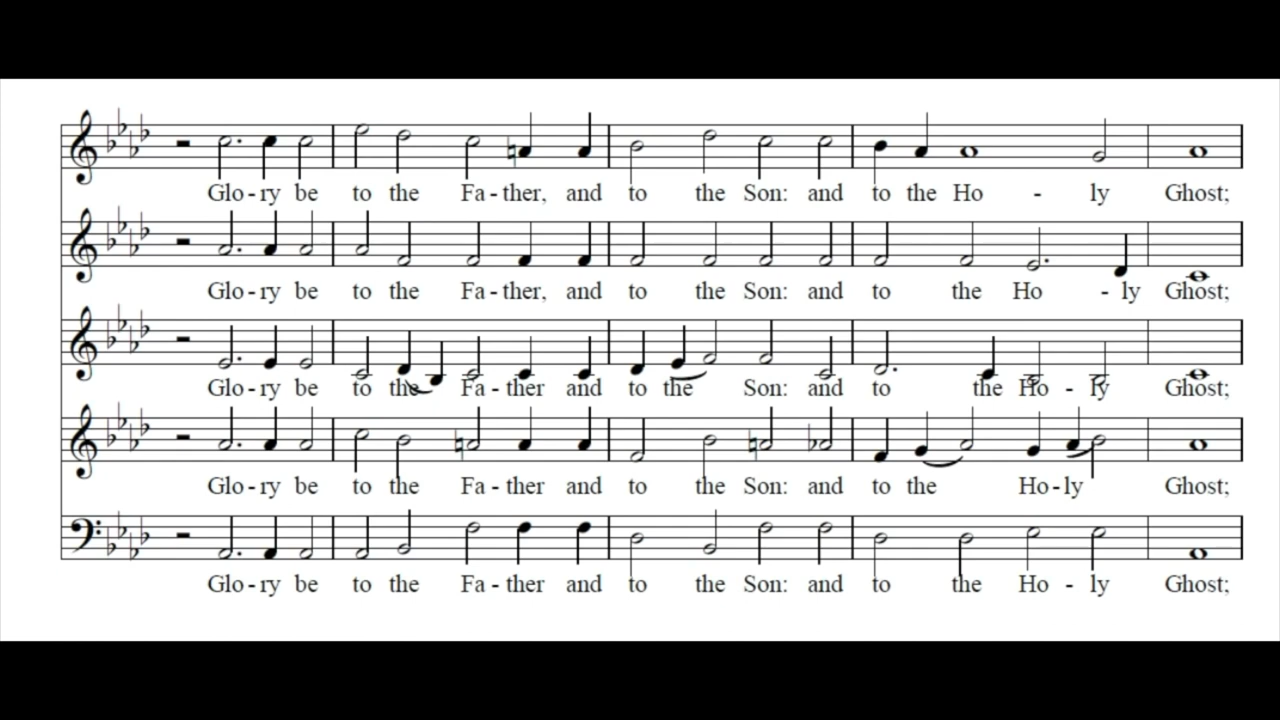 Glo - ry be to the Fa - ther, and to the Son: and to the Ho - ly Ghost;
Glo - ry be to the Fa - ther, and to the Son: and to the Ho - ly Ghost;
Glo - ry be to the Fa - ther and to the Son: and to the Ho - ly Ghost;
Glo - ry be to the Fa - ther and to the Son: and to the Ho - ly Ghost;
Glo - ry be to the Fa - ther and to the Son: and to the Ho - ly Ghost;